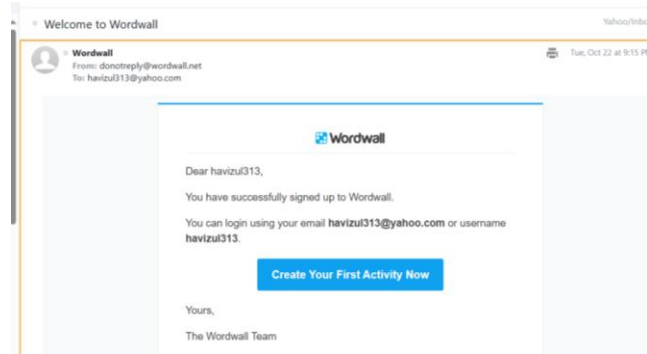 Welcome to Wordwall
Yahoo/Inbo
Wordwall
Tue, Oct 22 at 9:15 P
From: donotreply@wordwall.net
To: havizul313@yahoo.com
Wordwall
Dear havizul313,
You have successfully signed up to Wordwall.
You can login using your email havizul313@yahoo.com or username
havizul313.
Create Your First Activity Now
Yours,
The Wordwall Team